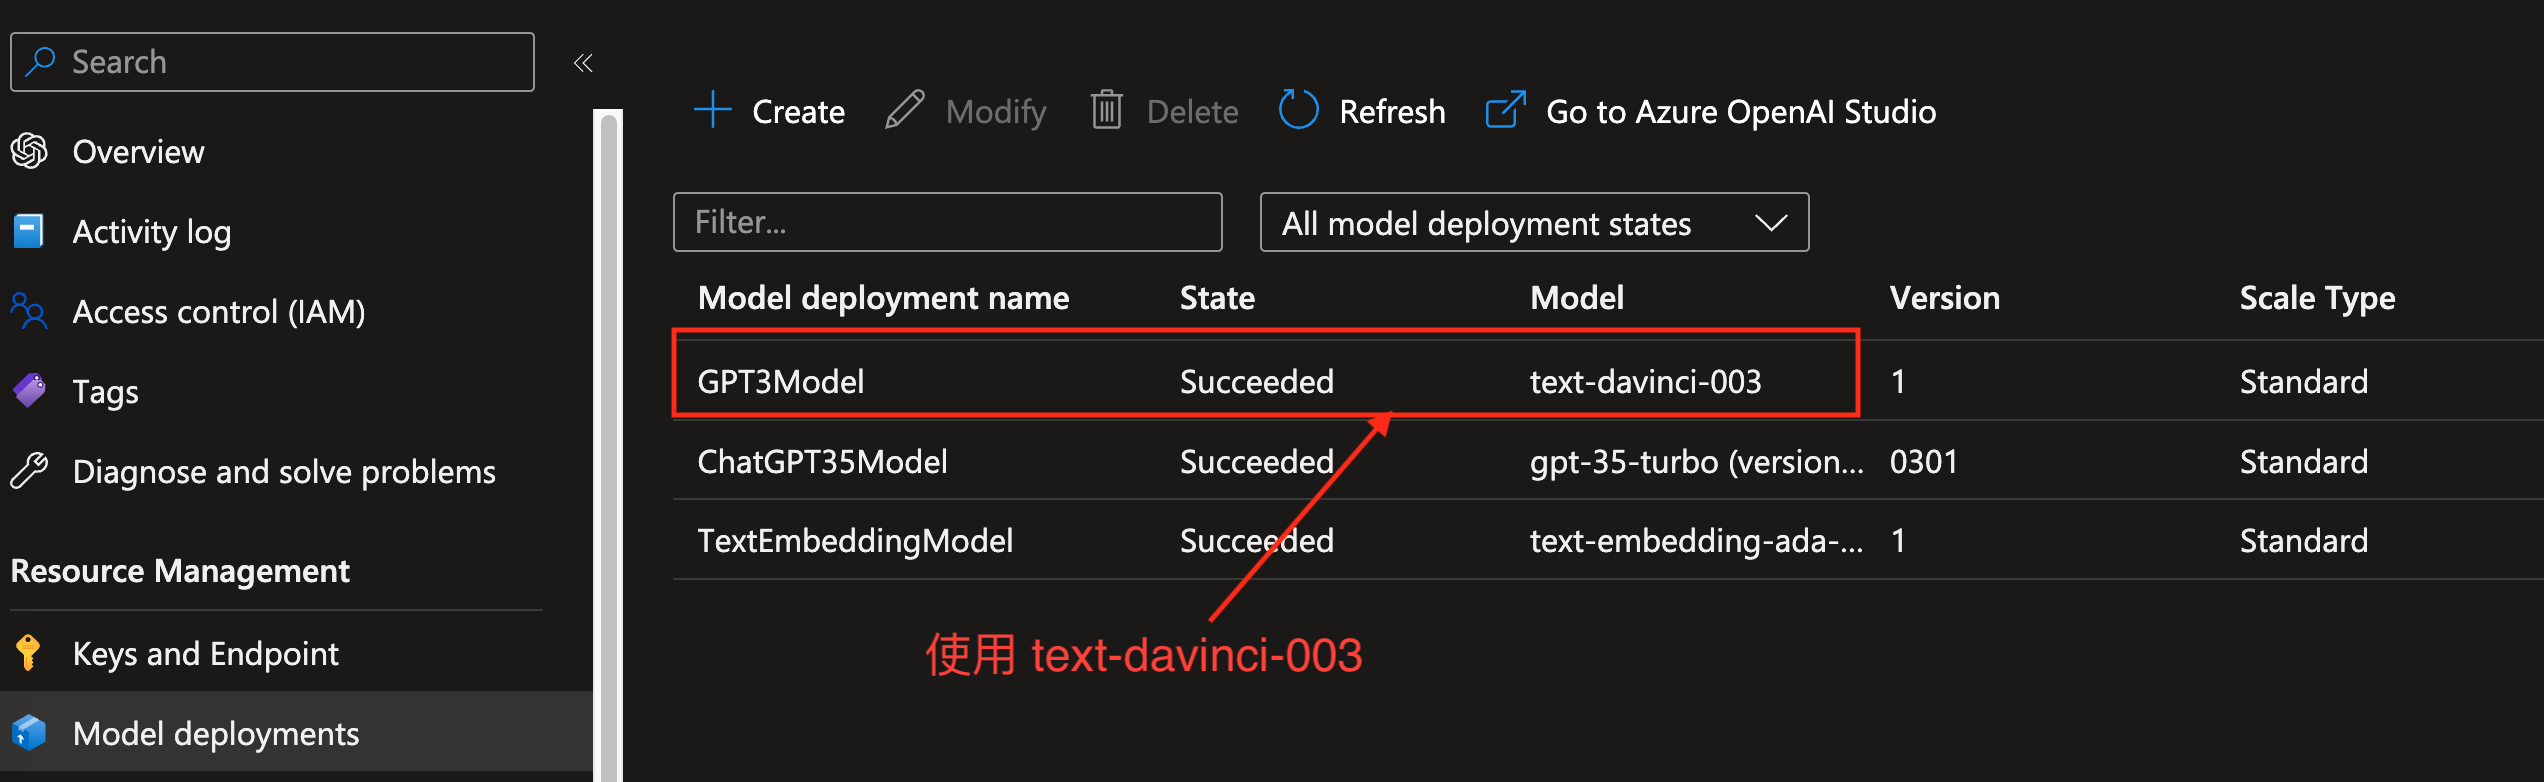 Search
«
Overview
Activity log
Access control (IAM)
Tags
Diagnose and solve problems
Resource Management
Keys and Endpoint
Model deployments
Create Modify Delete Refresh Go to Azure OpenAI Studio
Filter... All model deployment states
Model deployment name State Model Version Scale Type
GPT3Model Succeeded text-davinci-003 1 Standard
ChatGPT35Model Succeeded gpt-35-turbo (version... 0301 Standard
TextEmbeddingModel Succeeded text-embedding-ada-... 1 Standard
使用 text-davinci-003